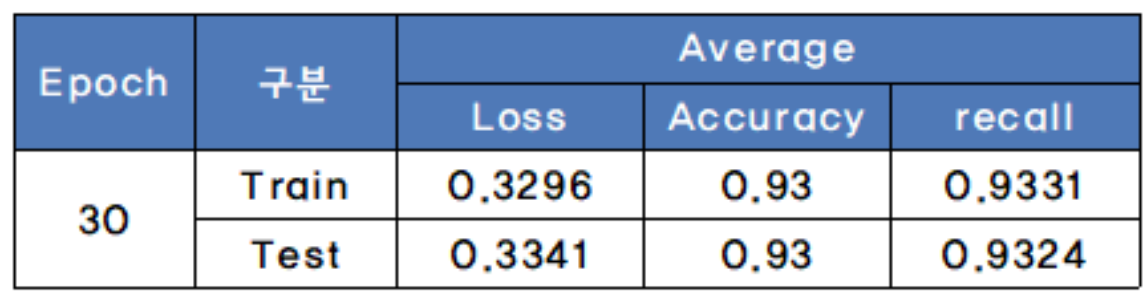 Epoch 구분 Average
Loss Accuracy recall
30 Train 0.3296 0.93 0.9331
Test 0.3341 0.93 0.9324